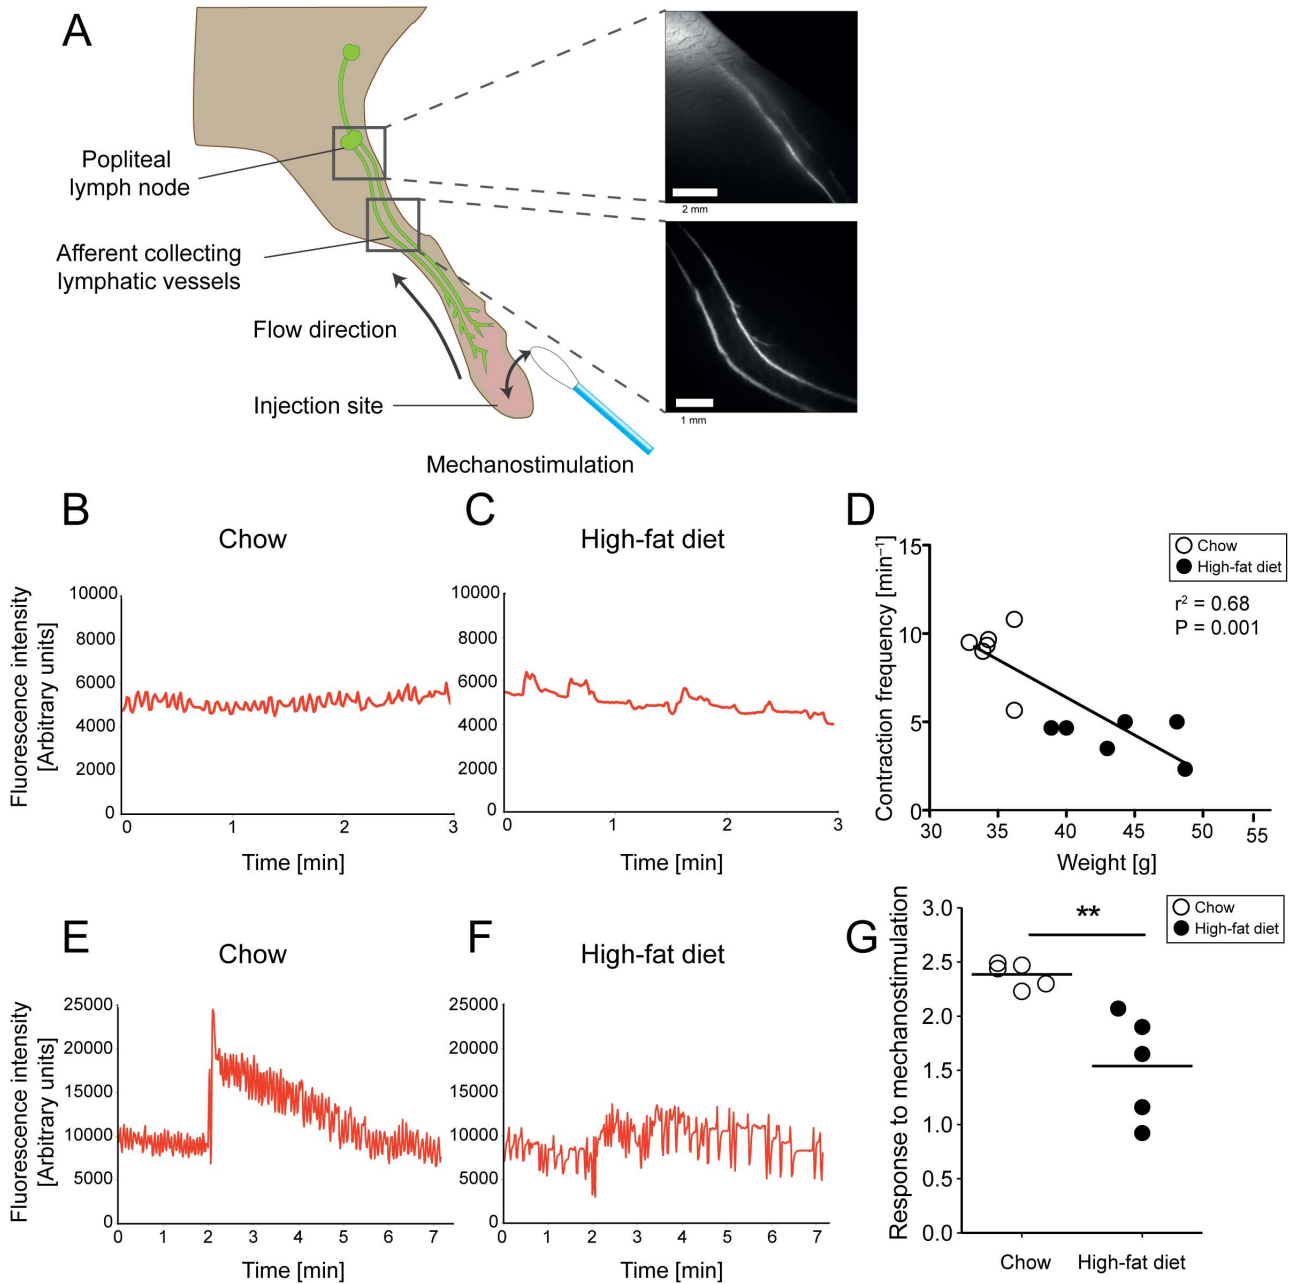 A
Popliteal
lymph node
Afferent collecting
lymphatic vessels
Flow direction
Injection site
Mechanostimulation
2 mm
1 mm
B
Chow
Fluorescence intensity
[Arbitrary units]
10000
8000
6000
4000
2000
0
0 1 2 3
Time [min]
C
High-fat diet
10000
8000
6000
4000
2000
0
0 1 2 3
Time [min]
D
Contraction frequency [min⁻¹]
15
10
5
0
30 35 40 45 50 55
Weight [g]
Chow
High-fat diet
r² = 0.68
P = 0.001
E
Chow
Fluorescence intensity
[Arbitrary units]
25000
20000
15000
10000
5000
0
0 1 2 3 4 5 6 7
Time [min]
F
High-fat diet
25000
20000
15000
10000
5000
0
0 1 2 3 4 5 6 7
Time [min]
G
Response to mechanostimulation
3.0
2.5
2.0
1.5
1.0
0.5
0.0
**
Chow
High-fat diet
Chow High-fat diet